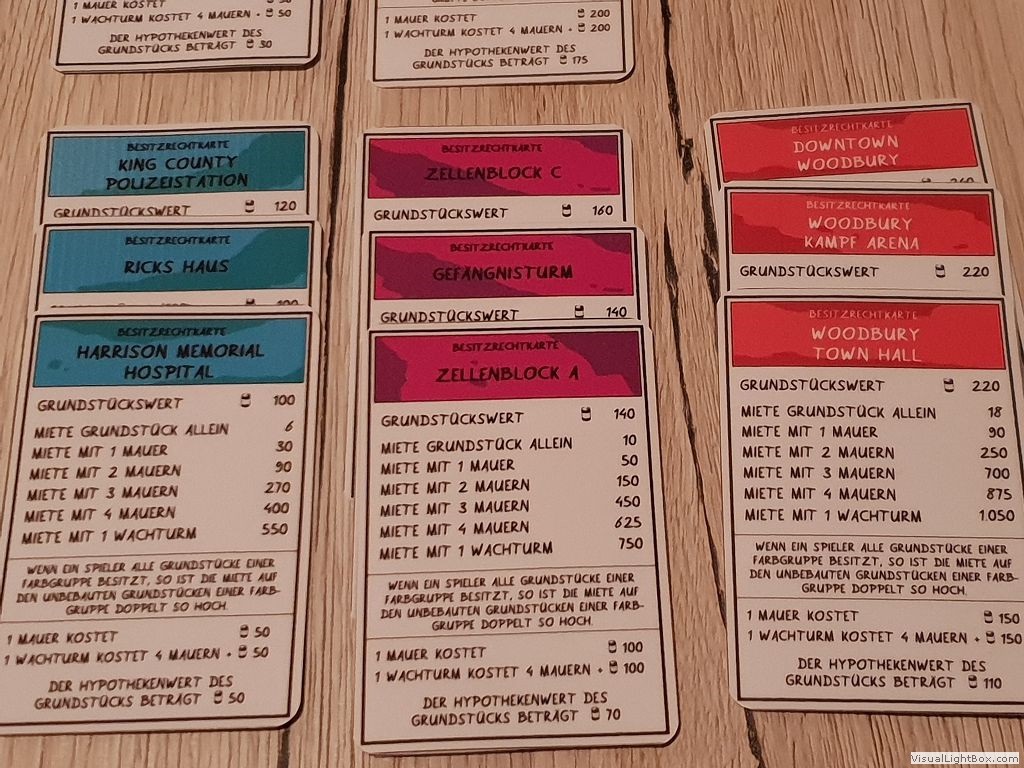 1 MAUER KOSTET 50
1 WACHTURM KOSTET 4 MAUERN + 50
DER HYPOTHEKENWERT DES
GRUNDSTÜCKS BETRÄGT 30
1 MAUER KOSTET 200
1 WACHTURM KOSTET 4 MAUERN + 200
DER HYPOTHEKENWERT DES
GRUNDSTÜCKS BETRÄGT 175
BESITZRECHTKARTE
KING COUNTY
POLIZEISTATION
GRUNDSTÜCKSWERT 120
BESITZRECHTKARTE
RICKS HAUS
100
BESITZRECHTKARTE
HARRISON MEMORIAL
HOSPITAL
GRUNDSTÜCKSWERT 100
MIETE GRUNDSTÜCK ALLEIN 6
MIETE MIT 1 MAUER 30
MIETE MIT 2 MAUERN 90
MIETE MIT 3 MAUERN 270
MIETE MIT 4 MAUERN 400
MIETE MIT 1 WACHTURM 550
WENN EIN SPIELER ALLE GRUNDSTÜCKE EINER
FARBGRUPPE BESITZT, SO IST DIE MIETE AUF
DEN UNBEBAUTEN GRUNDSTÜCKEN EINER FARB-
GRUPPE DOPPELT SO HOCH.
1 MAUER KOSTET 50
1 WACHTURM KOSTET 4 MAUERN + 50
DER HYPOTHEKENWERT DES
GRUNDSTÜCKS BETRÄGT 50
BESITZRECHTKARTE
ZELLENBLOCK C
GRUNDSTÜCKSWERT 160
BESITZRECHTKARTE
GEFÄNGNISTURM
GRUNDSTÜCKSWERT 140
BESITZRECHTKARTE
ZELLENBLOCK A
GRUNDSTÜCKSWERT 140
MIETE GRUNDSTÜCK ALLEIN 10
MIETE MIT 1 MAUER 50
MIETE MIT 2 MAUERN 150
MIETE MIT 3 MAUERN 450
MIETE MIT 4 MAUERN 625
MIETE MIT 1 WACHTURM 750
WENN EIN SPIELER ALLE GRUNDSTÜCKE EINER
FARBGRUPPE BESITZT, SO IST DIE MIETE AUF
DEN UNBEBAUTEN GRUNDSTÜCKEN EINER FARB-
GRUPPE DOPPELT SO HOCH.
1 MAUER KOSTET 100
1 WACHTURM KOSTET 4 MAUERN + 100
DER HYPOTHEKENWERT DES
GRUNDSTÜCKS BETRÄGT 70
BESITZRECHTKARTE
DOWNTOWN
WOODBURY
BESITZRECHTKARTE
WOODBURY
KAMPF ARENA
GRUNDSTÜCKSWERT 220
BESITZRECHTKARTE
WOODBURY
TOWN HALL
GRUNDSTÜCKSWERT 220
MIETE GRUNDSTÜCK ALLEIN 18
MIETE MIT 1 MAUER 90
MIETE MIT 2 MAUERN 250
MIETE MIT 3 MAUERN 700
MIETE MIT 4 MAUERN 875
MIETE MIT 1 WACHTURM 1.050
WENN EIN SPIELER ALLE GRUNDSTÜCKE EINER
FARBGRUPPE BESITZT, SO IST DIE MIETE AUF
DEN UNBEBAUTEN GRUNDSTÜCKEN EINER FARB-
GRUPPE DOPPELT SO HOCH.
1 MAUER KOSTET 150
1 WACHTURM KOSTET 4 MAUERN + 150
DER HYPOTHEKENWERT DES
GRUNDSTÜCKS BETRÄGT 110
VisualLightBox.com